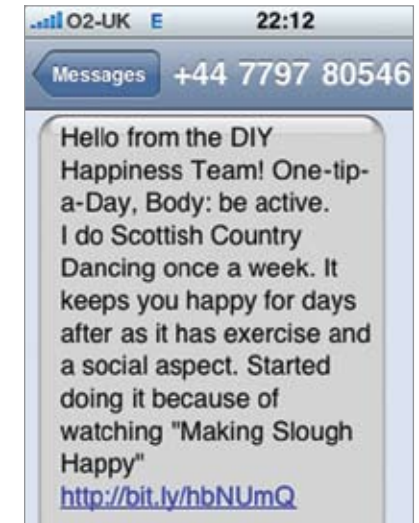 O2-UK E 22:12
Messages +44 7797 80546
Hello from the DIY
Happiness Team! One-tip-
a-Day, Body: be active.
I do Scottish Country
Dancing once a week. It
keeps you happy for days
after as it has exercise and
a social aspect. Started
doing it because of
watching "Making Slough
Happy"
http://bit.ly/hbNUmQ